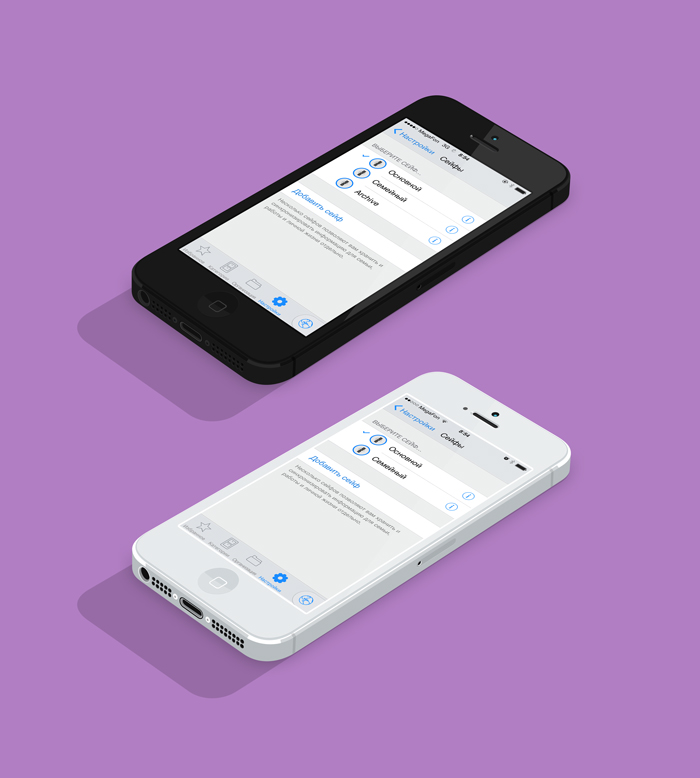 MegaFon 3G 8:54
Настройки Сейфы
ВЫБЕРИТЕ СЕЙФ...
Основной
Семейный
Archive
Добавить сейф
Несколько сейфов позволяют вам хранить и
синхронизировать информацию для семьи,
работы и личной жизни отдельно.
Настройки
MegaFon 8:54
Настройки Сейфы
ВЫБЕРИТЕ СЕЙФ...
Основной
Семейный
Добавить сейф
Несколько сейфов позволяют вам хранить и
синхронизировать информацию для семьи,
работы и личной жизни отдельно.
Избранное Категории Настройки